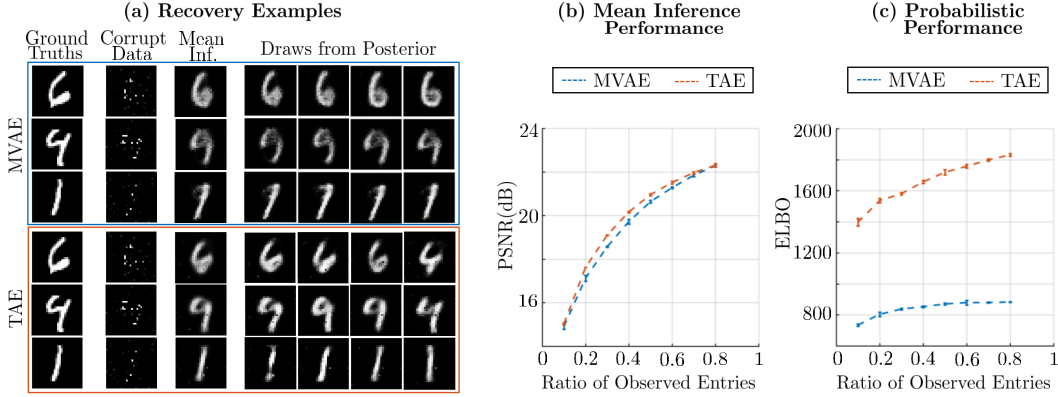 (a) Recovery Examples
Ground
Truths
Corrupt
Data
Mean
Inf.
Draws from Posterior
MVAE
TAE
(b) Mean Inference
Performance
MVAE TAE
PSNR(dB)
24
20
16
0 0.2 0.4 0.6 0.8 1
Ratio of Observed Entries
(c) Probabilistic
Performance
MVAE TAE
ELBO
2000
1600
1200
800
0 0.2 0.4 0.6 0.8 1
Ratio of Observed Entries